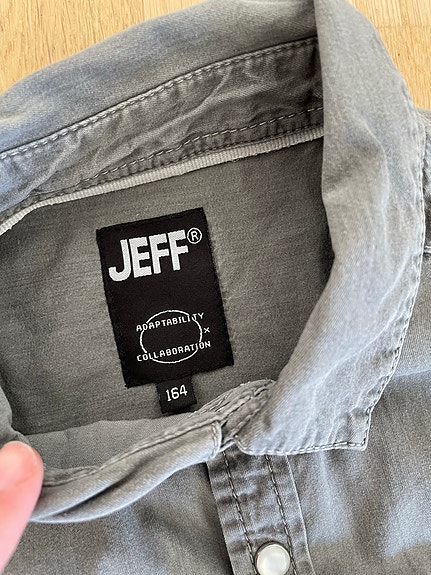 JEFF®
ADAPTABILITY
X
COLLABORATION
164